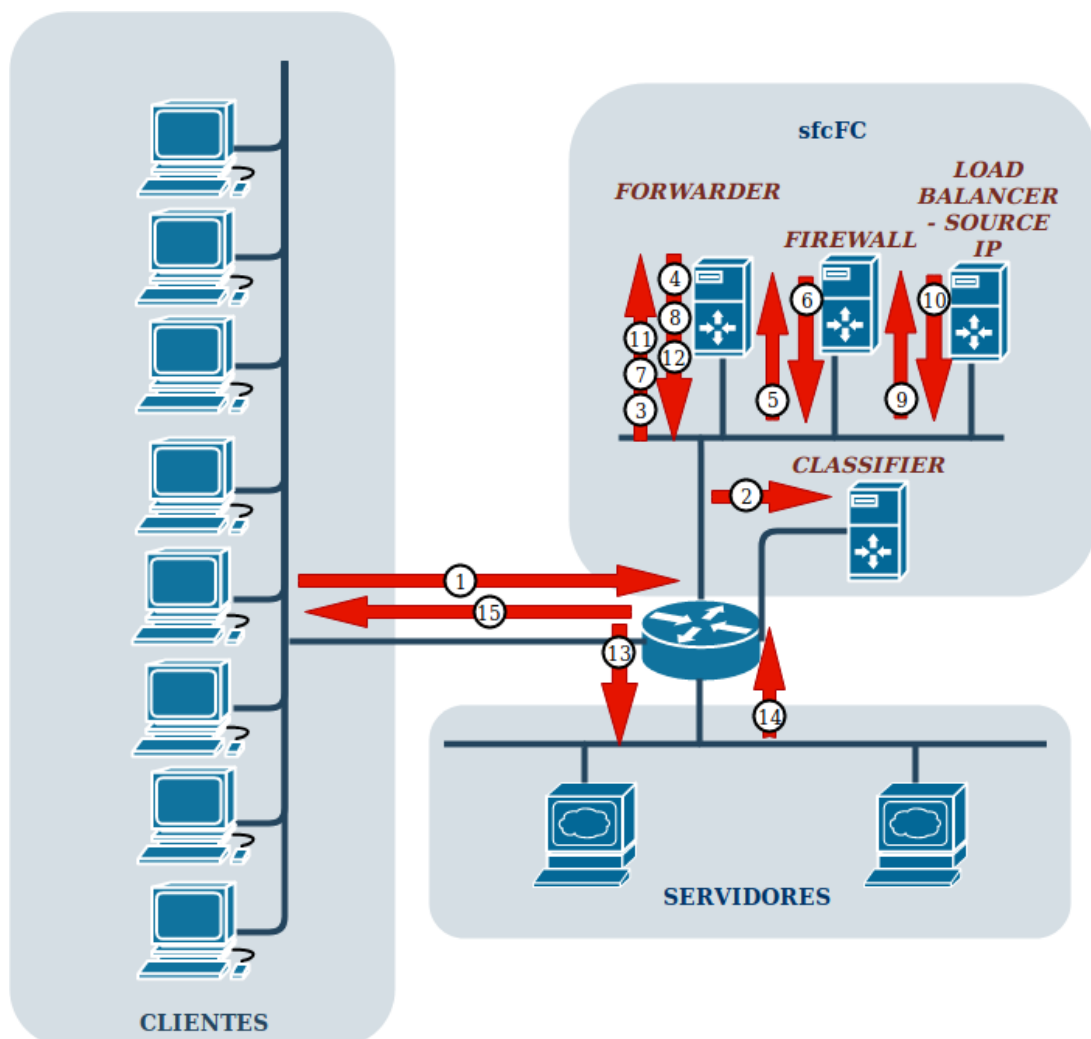 sfcFC
LOAD
BALANCER
- SOURCE
IP
FORWARDER
FIREWALL
4
6
10
8
11
12
7
5
9
3
CLASSIFIER
2
1
15
13
14
SERVIDORES
CLIENTES